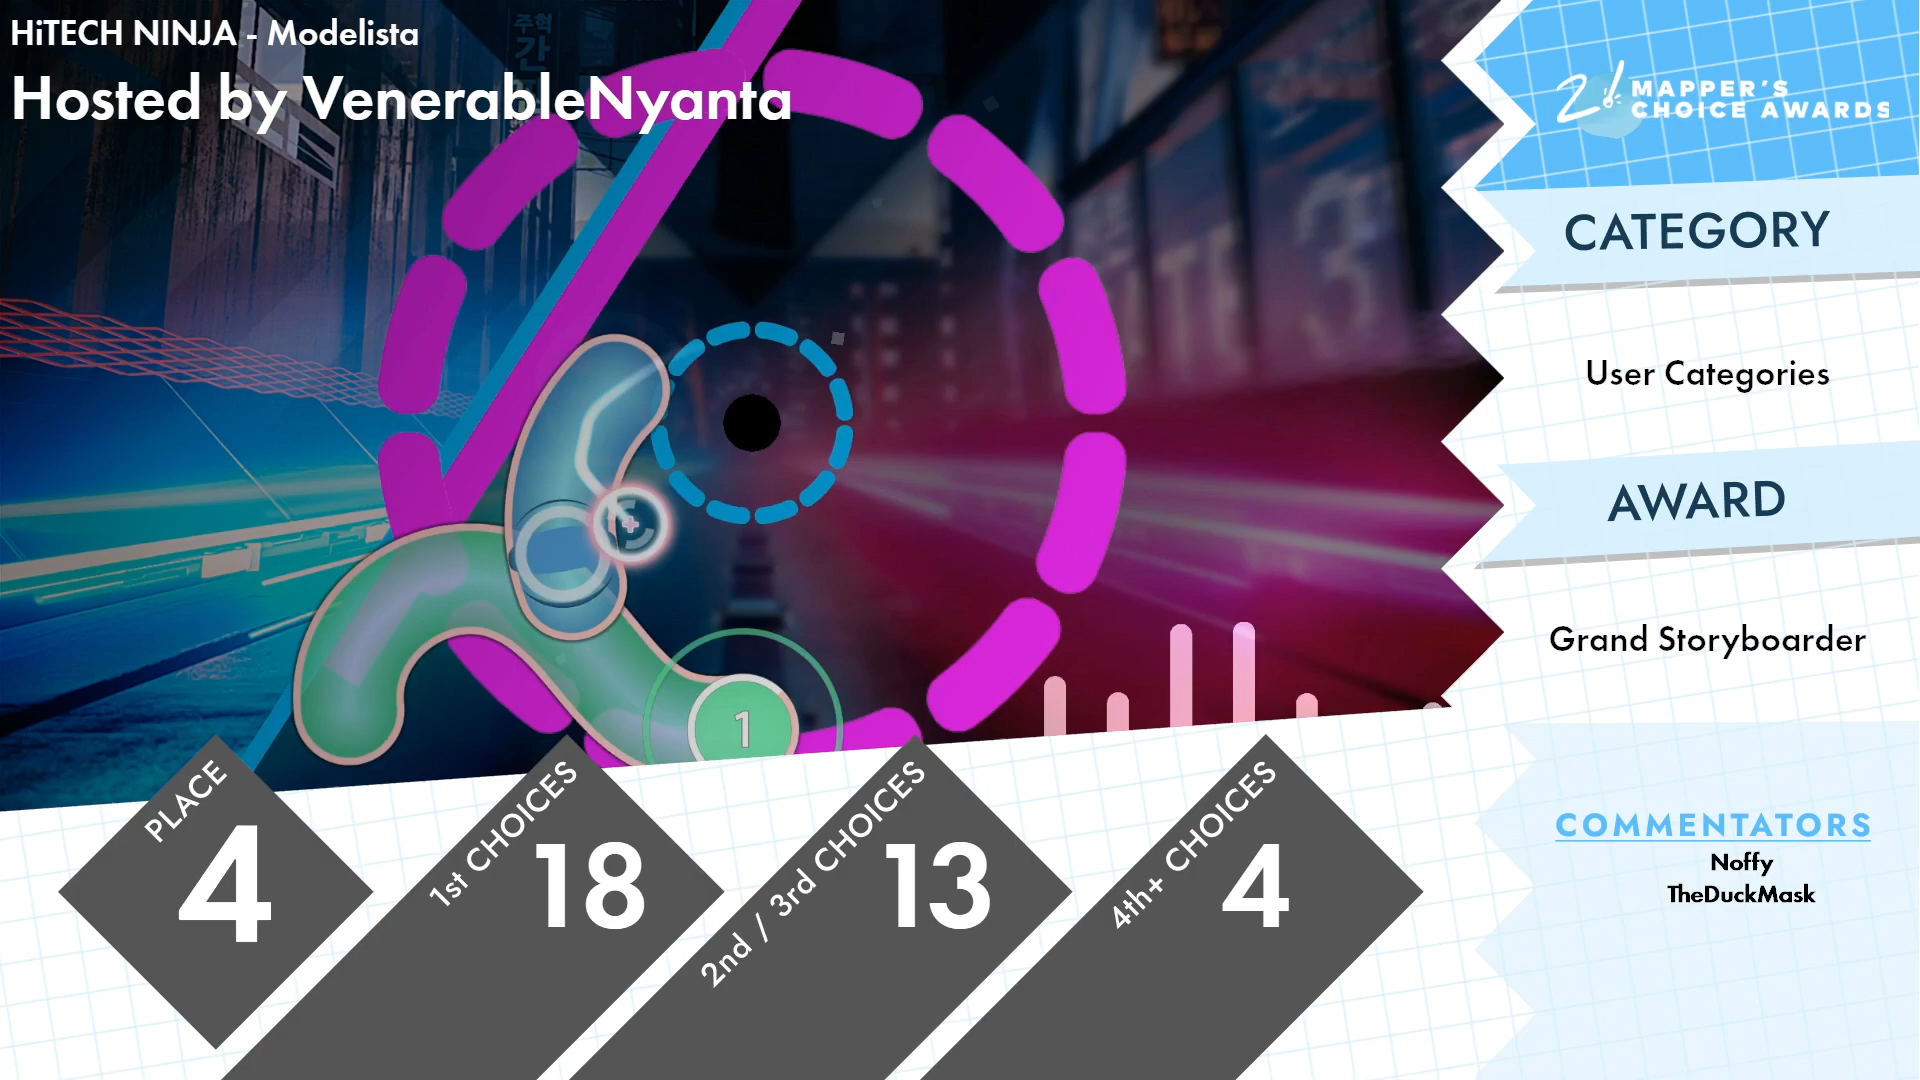 HiTECH NINJA - Modelista
Hosted by VenerableNyanta
MAPPER'S
CHOICE AWARDS
CATEGORY
User Categories
AWARD
Grand Storyboarder
COMMENTATORS
Noffy
TheDuckMask
PLACE
4
1st CHOICES
18
2nd / 3rd CHOICES
13
4th+ CHOICES
4
1